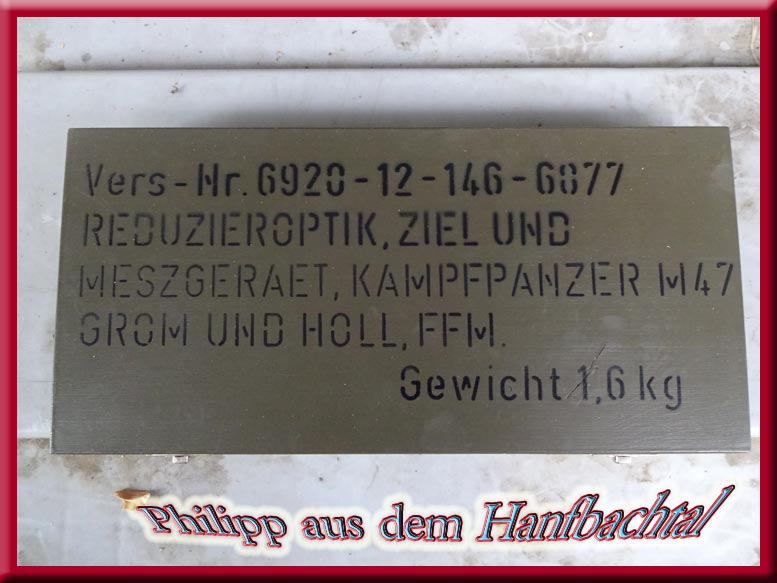 Vers-Nr. 6920-12-146-6877
REDUZIEROPTIK, ZIEL UND
MESZGERAET, KAMPFPANZER M47
GROM UND HOLL, FFM.
Gewicht 1,6 kg
Philipp aus dem Hanfbachtal